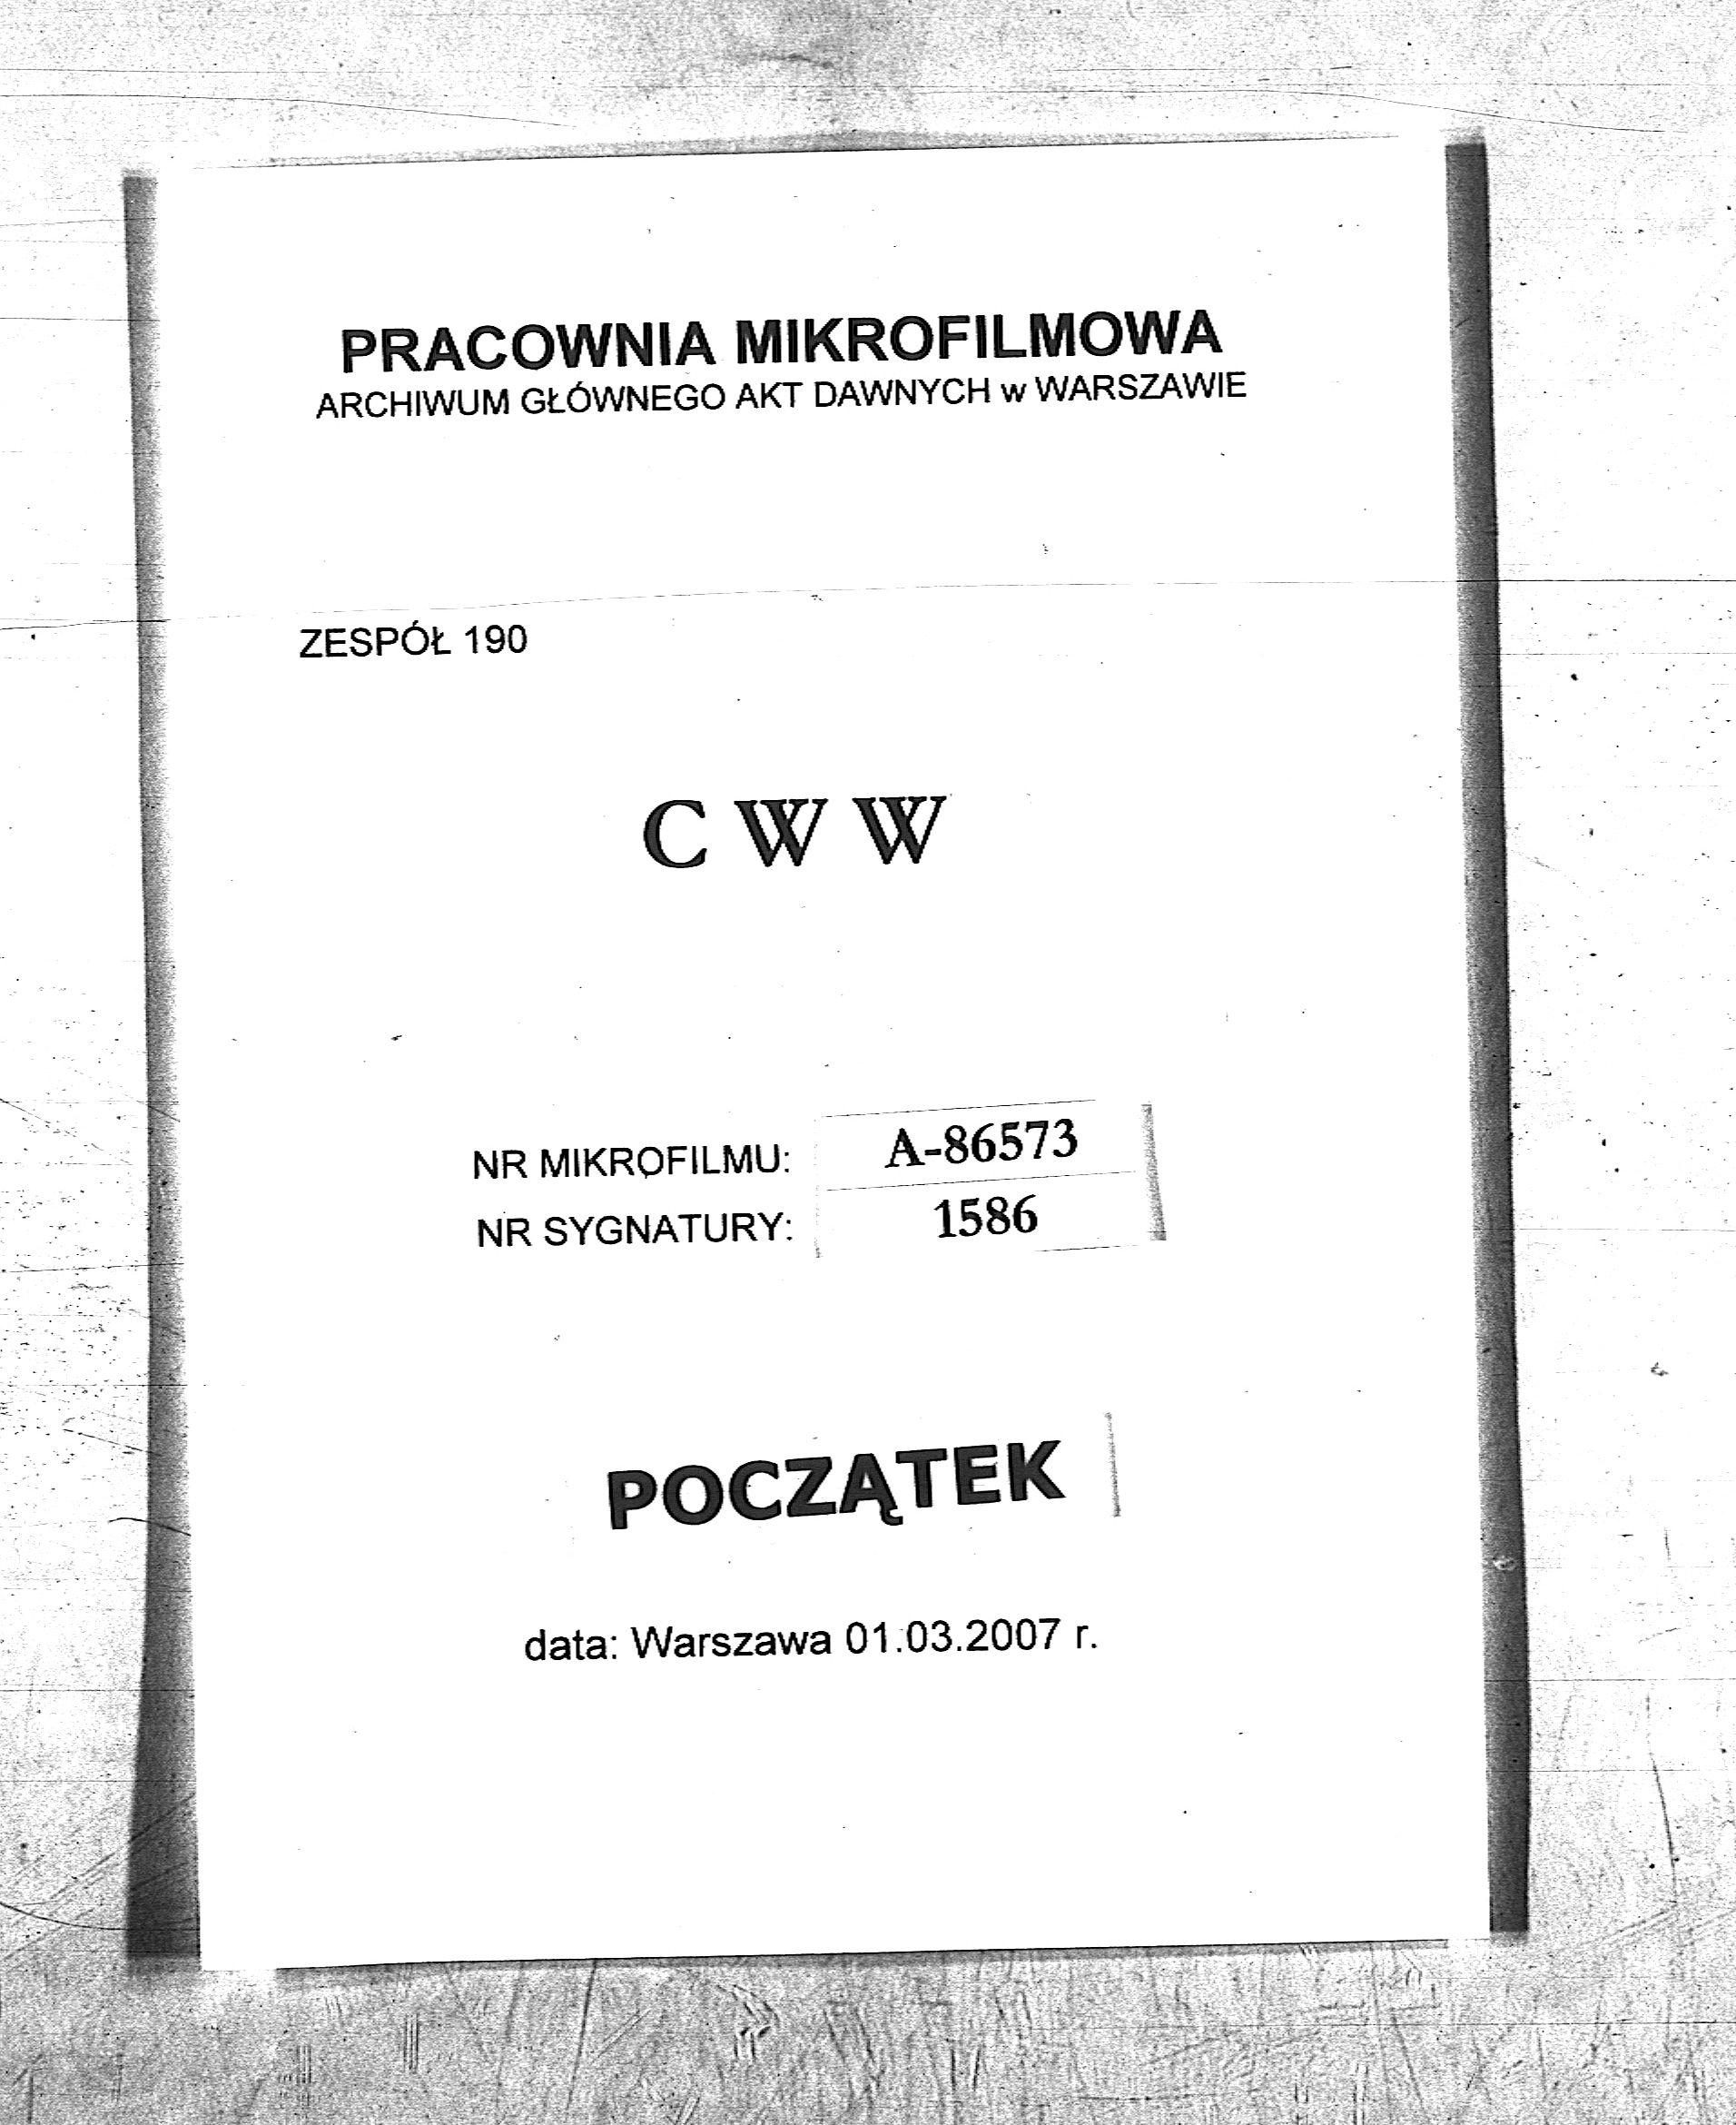 PRACOWNIA MIKROFILMOWA
ARCHIWUM GŁÓWNEGO AKT DAWNYCH w WARSZAWIE
ZESPÓŁ 190
C W W
NR MIKROFILMU: A-86573
NR SYGNATURY: 1586
POCZĄTEK
data: Warszawa 01.03.2007 r.